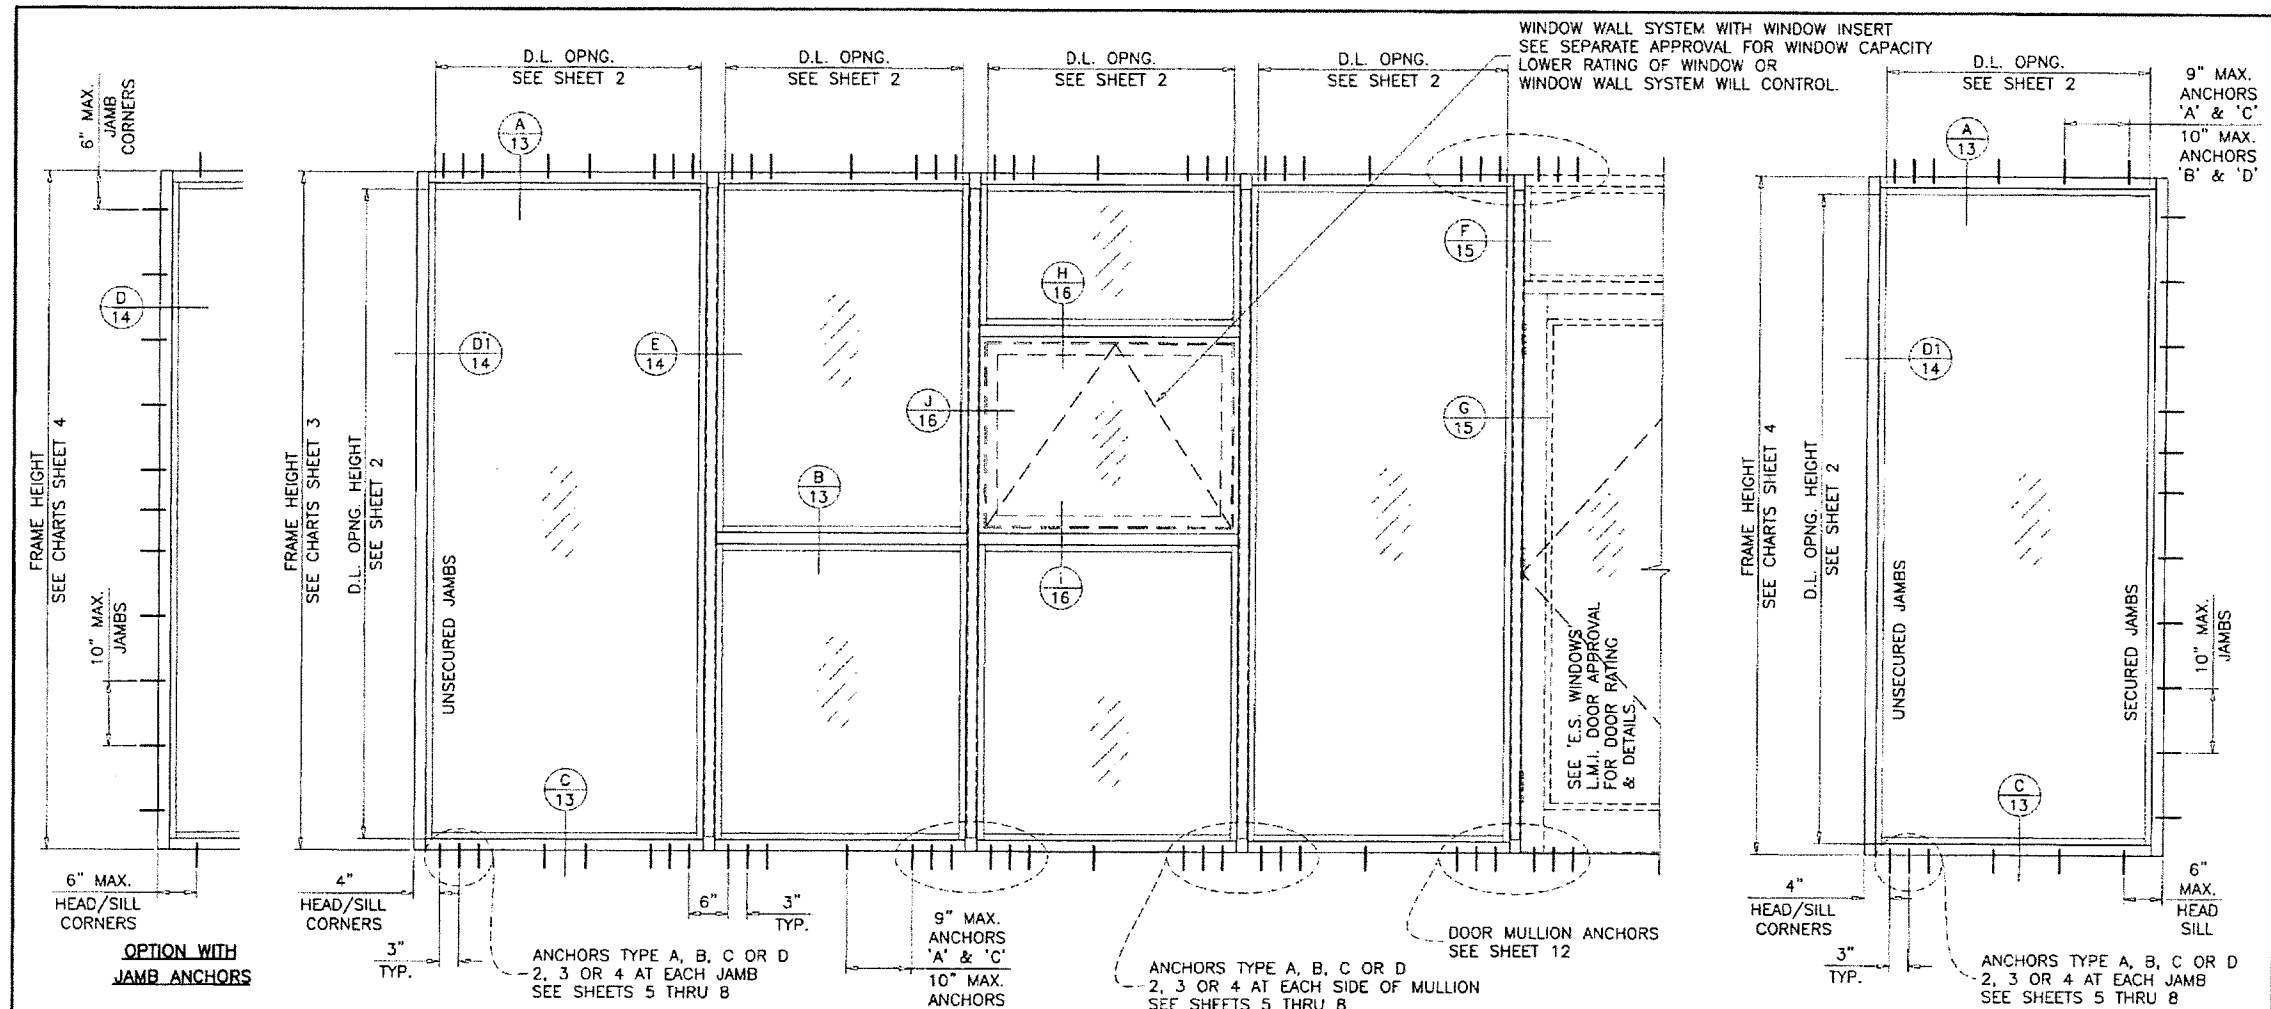 WINDOW WALL SYSTEM WITH WINDOW INSERT
SEE SEPARATE APPROVAL FOR WINDOW CAPACITY
LOWER RATING OF WINDOW OR
WINDOW WALL SYSTEM WILL CONTROL.
D.L. OPNG.
SEE SHEET 2
D.L. OPNG.
SEE SHEET 2
D.L. OPNG.
SEE SHEET 2
D.L. OPNG.
SEE SHEET 2
D.L. OPNG.
SEE SHEET 2
9" MAX.
ANCHORS
'A' & 'C'
10" MAX.
ANCHORS
'B' & 'D'
6" MAX.
JAMB
CORNERS
A
13
A
13
F
15
H
16
D
14
D1
14
E
14
J
16
G
15
D1
14
B
13
I
16
C
13
C
13
FRAME HEIGHT
SEE CHARTS SHEET 4
10" MAX.
JAMBS
FRAME HEIGHT
SEE CHARTS SHEET 3
D.L. OPNG. HEIGHT
SEE SHEET 2
UNSECURED JAMBS
SEE E.S. WINDOWS
L.M.I. DOOR APPROVAL
FOR DOOR RATING
& DETAILS.
FRAME HEIGHT
SEE CHARTS SHEET 4
D.L. OPNG. HEIGHT
SEE SHEET 2
UNSECURED JAMBS
SECURED JAMBS
10" MAX.
JAMBS
6" MAX.
HEAD/SILL
CORNERS
OPTION WITH
JAMB ANCHORS
4"
HEAD/SILL
CORNERS
3"
TYP.
ANCHORS TYPE A, B, C OR D
2, 3 OR 4 AT EACH JAMB
SEE SHEETS 5 THRU 8
6"
3"
TYP.
9" MAX.
ANCHORS
'A' & 'C'
10" MAX.
ANCHORS
ANCHORS TYPE A, B, C OR D
2, 3 OR 4 AT EACH SIDE OF MULLION
SEE SHEETS 5 THRU 8
DOOR MULLION ANCHORS
SEE SHEET 12
4"
HEAD/SILL
CORNERS
3"
TYP.
ANCHORS TYPE A, B, C OR D
2, 3 OR 4 AT EACH JAMB
SEE SHEETS 5 THRU 8
6"
MAX.
HEAD
SILL